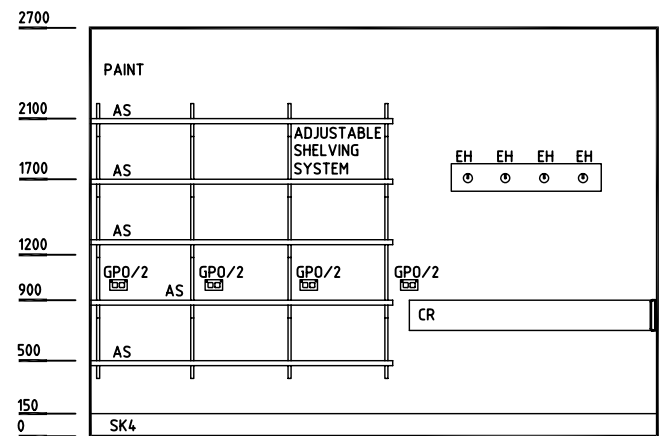 2700
PAINT
2100
AS
ADJUSTABLE
SHELVING
SYSTEM
EH EH EH EH
1700
AS
AS
1200
GPO/2 GPO/2 GPO/2 GPO/2
900
AS
CR
500
AS
150
0
SK4